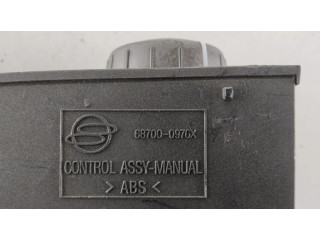 68700-0970X
CONTROL ASSY-MANUAL
> ABS <